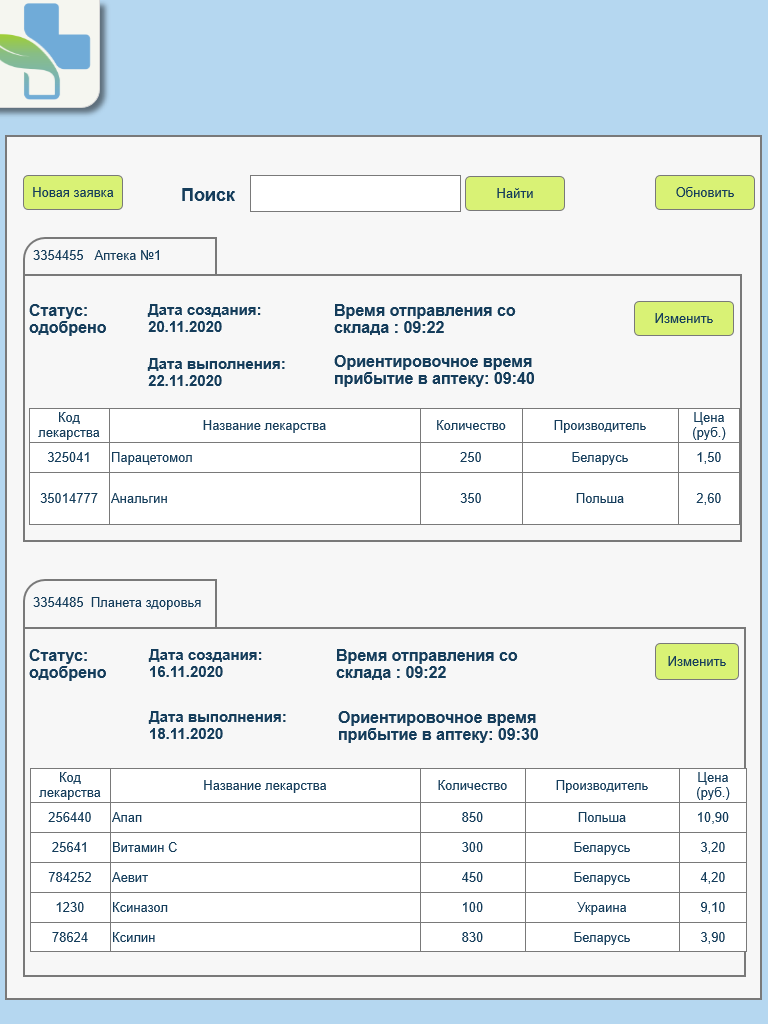 Новая заявка Поиск Найти Обновить
3354455 Аптека №1
Статус: одобрено
Дата создания: 20.11.2020
Время отправления со склада : 09:22
Изменить
Дата выполнения: 22.11.2020
Ориентировочное время прибытие в аптеку: 09:40
Код лекарства Название лекарства Количество Производитель Цена (руб.)
325041 Парацетомол 250 Беларусь 1,50
35014777 Анальгин 350 Польша 2,60
3354485 Планета здоровья
Статус: одобрено
Дата создания: 16.11.2020
Время отправления со склада : 09:22
Изменить
Дата выполнения: 18.11.2020
Ориентировочное время прибытие в аптеку: 09:30
Код лекарства Название лекарства Количество Производитель Цена (руб.)
256440 Апап 850 Польша 10,90
25641 Витамин С 300 Беларусь 3,20
784252 Аевит 450 Беларусь 4,20
1230 Ксиназол 100 Украина 9,10
78624 Ксилин 830 Беларусь 3,90